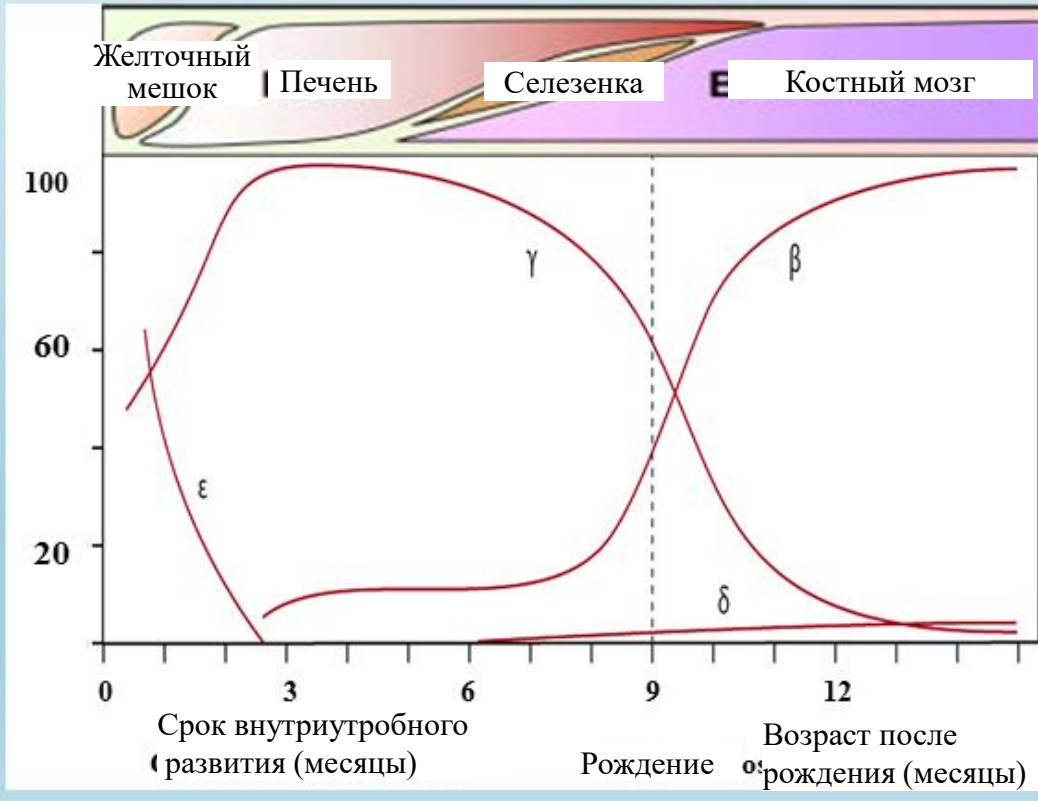 Желточный
мешок
Печень
Селезенка
Костный мозг
100
60
20
γ
β
ε
δ
0 3 6 9 12
Срок внутриутробного
развития (месяцы)
Рождение
Возраст после
рождения (месяцы)